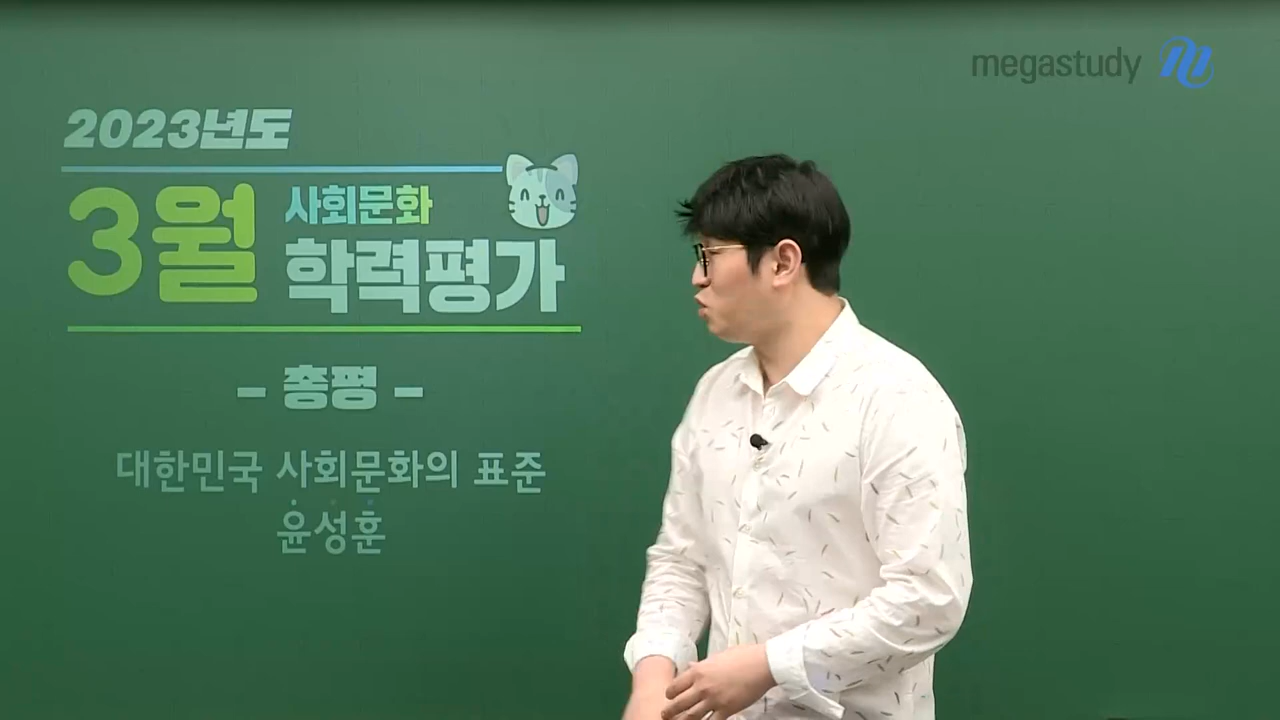 megastudy
2023년도
3월 사회문화
학력평가
- 총평 -
대한민국 사회문화의 표준
윤성훈